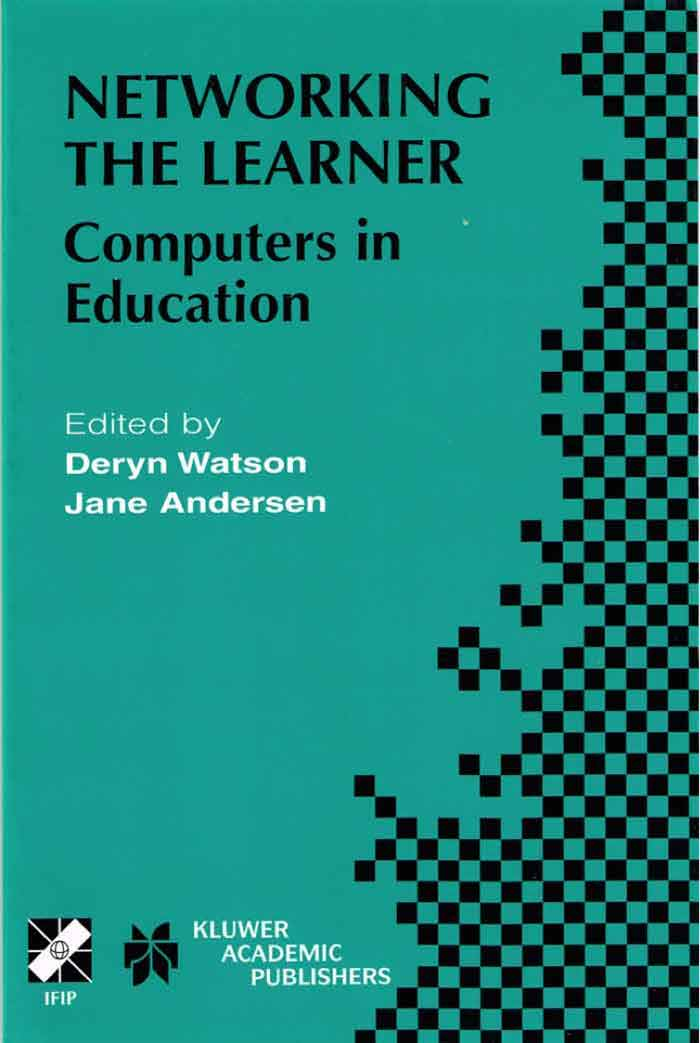 NETWORKING
THE LEARNER
Computers in
Education
Edited by
Deryn Watson
Jane Andersen
IFIP
KLUWER
ACADEMIC
PUBLISHERS